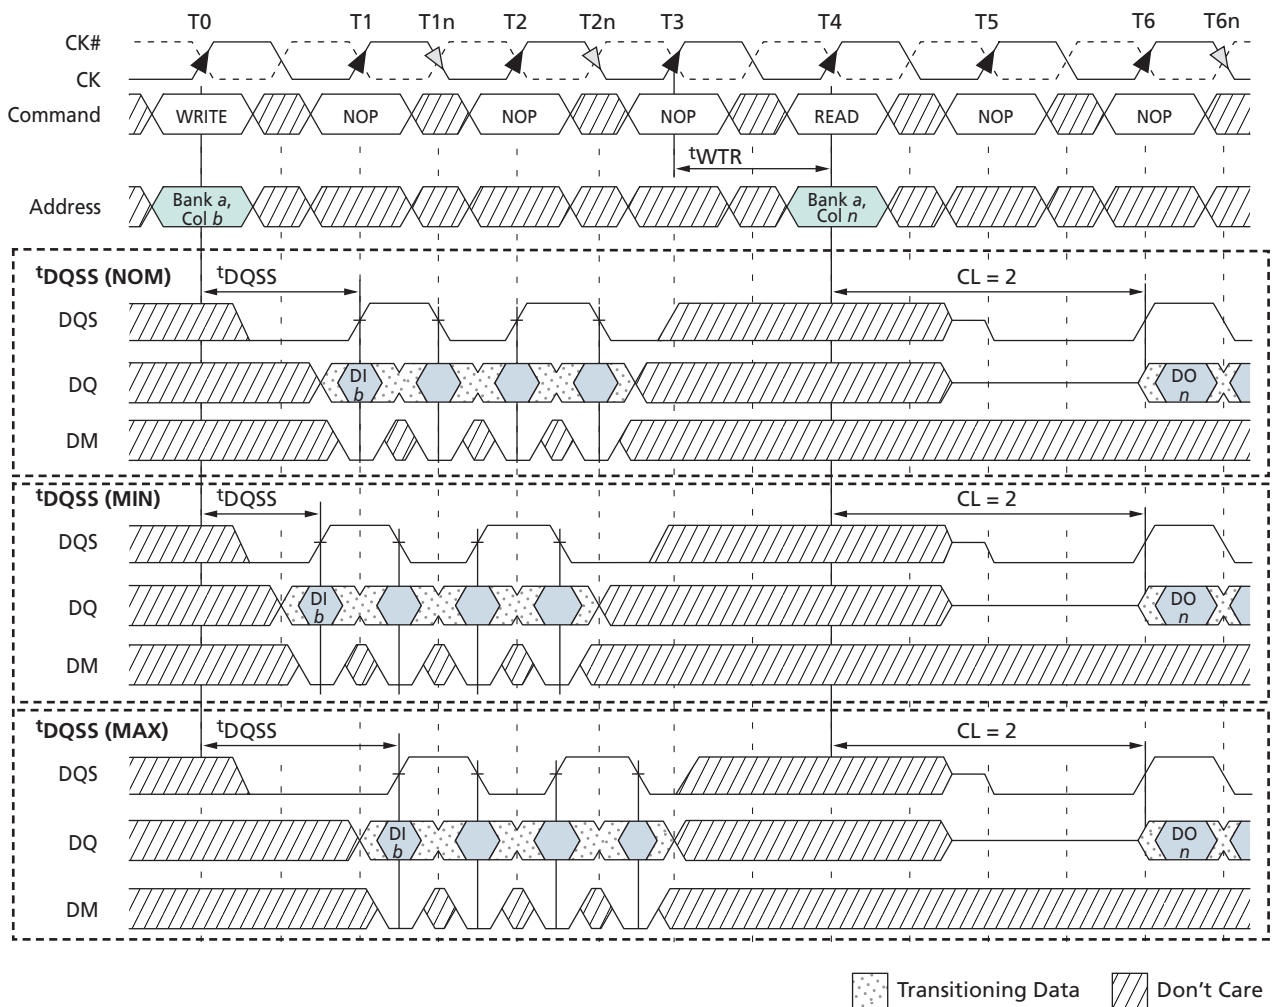 T0 T1 T1n T2 T2n T3 T4 T5 T6 T6n
CK#
CK
Command WRITE NOP NOP NOP READ NOP NOP
tWTR
Address Bank a, Col b Bank a, Col n
tDQSS (NOM) tDQSS CL = 2
DQS
DQ DI b DO n
DM
tDQSS (MIN) tDQSS CL = 2
DQS
DQ DI b DO n
DM
tDQSS (MAX) tDQSS CL = 2
DQS
DQ DI b DO n
DM
Transitioning Data Don't Care